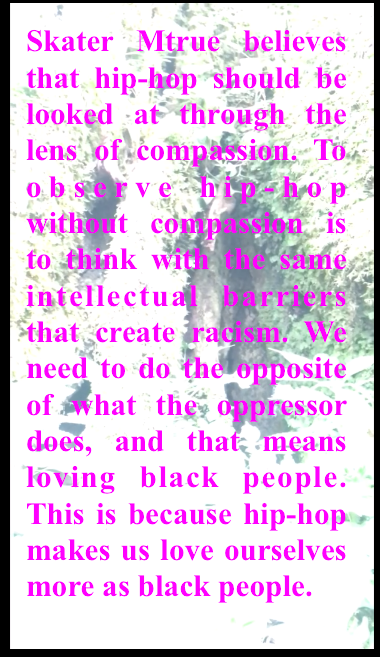 Skater Mtrue believes
that hip-hop should be
looked at through the
lens of compassion. To
observe hip-hop
without compassion is
to think with the same
intellectual barriers
that create racism. We
need to do the opposite
of what the oppressor
does, and that means
loving black people.
This is because hip-hop
makes us love ourselves
more as black people.